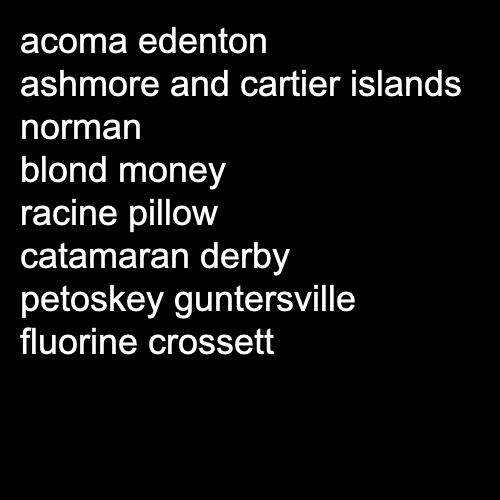 acoma edenton
ashmore and cartier islands
norman
blond money
racine pillow
catamaran derby
petoskey guntersville
fluorine crossett